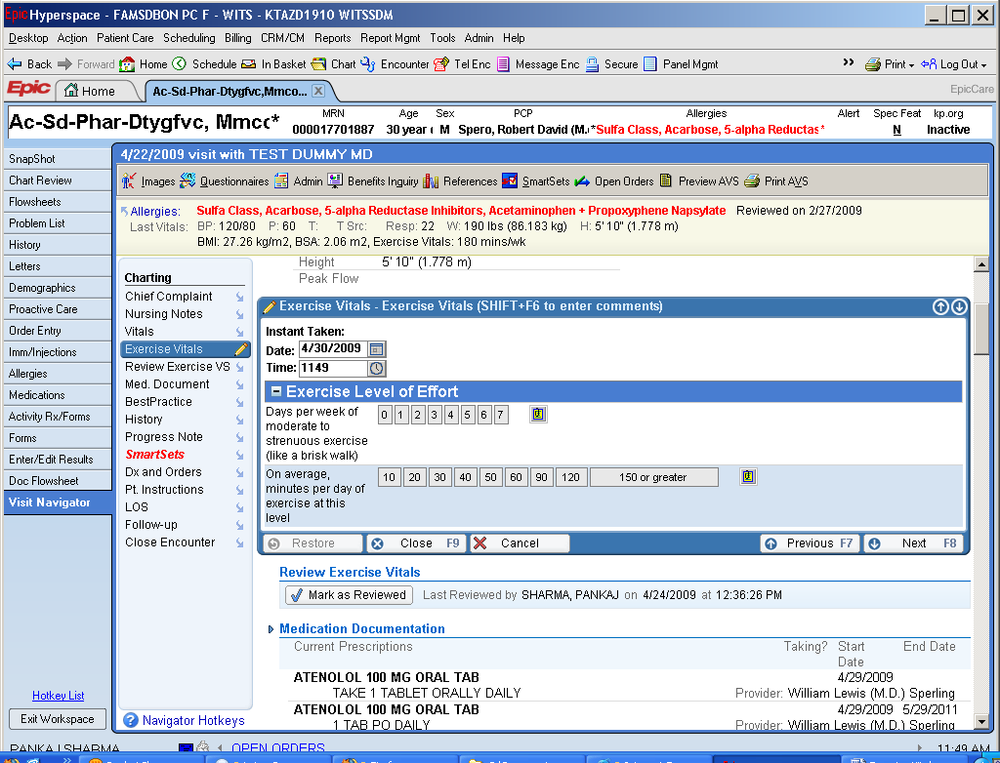 Epic Hyperspace - FAMSDBON PC F - WITS - KTAZD1910 WITSSDM
Desktop Action Patient Care Scheduling Billing CRM/CM Reports Report Mgmt Tools Admin Help
Back Forward Home Schedule In Basket Chart Encounter Tel Enc Message Enc Secure Panel Mgmt Print Log Out
Epic Home Ac-Sd-Phar-Dtygfvc,Mmco... EpicCare
MRN Age Sex PCP Allergies Alert Spec Feat kp.org
Ac-Sd-Phar-Dtygfvc, Mmcc* 000017701887 30 year M Spero, Robert David (M.* Sulfa Class, Acarbose, 5-alpha Reductas* N Inactive
SnapShot
Chart Review
Flowsheets
Problem List
History
Letters
Demographics
Proactive Care
Order Entry
Imm/Injections
Allergies
Medications
Activity Rx/Forms
Forms
Enter/Edit Results
Doc Flowsheet
Visit Navigator
Hotkey List
Exit Workspace
4/22/2009 visit with TEST DUMMY MD
Images Questionnaires Admin Benefits Inquiry References SmartSets Open Orders Preview AVS Print AVS
Allergies: Sulfa Class, Acarbose, 5-alpha Reductase Inhibitors, Acetaminophen + Propoxyphene Napsylate Reviewed on 2/27/2009
Last Vitals: BP: 120/80 P: 60 T: T Src: Resp: 22 W: 190 lbs (86.183 kg) H: 5' 10" (1.778 m)
BMI: 27.26 kg/m2, BSA: 2.06 m2, Exercise Vitals: 180 mins/wk
Charting
Chief Complaint
Nursing Notes
Vitals
Exercise Vitals
Review Exercise VS
Med. Document
BestPractice
History
Progress Note
SmartSets
Dx and Orders
Pt. Instructions
LOS
Follow-up
Close Encounter
Navigator Hotkeys
Height 5' 10" (1.778 m)
Peak Flow
Exercise Vitals - Exercise Vitals (SHIFT+F6 to enter comments)
Instant Taken:
Date: 4/30/2009
Time: 1149
Exercise Level of Effort
Days per week of moderate to strenuous exercise (like a brisk walk) 0 1 2 3 4 5 6 7
On average, minutes per day of exercise at this level 10 20 30 40 50 60 90 120 150 or greater
Restore Close F9 Cancel Previous F7 Next F8
Review Exercise Vitals
Mark as Reviewed Last Reviewed by SHARMA, PANKAJ on 4/24/2009 at 12:36:26 PM
Medication Documentation
Current Prescriptions Taking? Start Date End Date
ATENOLOL 100 MG ORAL TAB 4/29/2009
TAKE 1 TABLET ORALLY DAILY Provider: William Lewis (M.D.) Sperling
ATENOLOL 100 MG ORAL TAB 4/29/2009 5/29/2011
1 TAB PO DAILY Provider: William Lewis (M.D.) Sperling
PANKAJ SHARMA OPEN ORDERS 11:49 AM